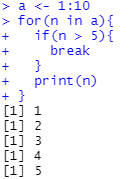 > a <- 1:10
> for(n in a){
+   if(n > 5){
+     break
+   }
+   print(n)
+ }
[1] 1
[1] 2
[1] 3
[1] 4
[1] 5